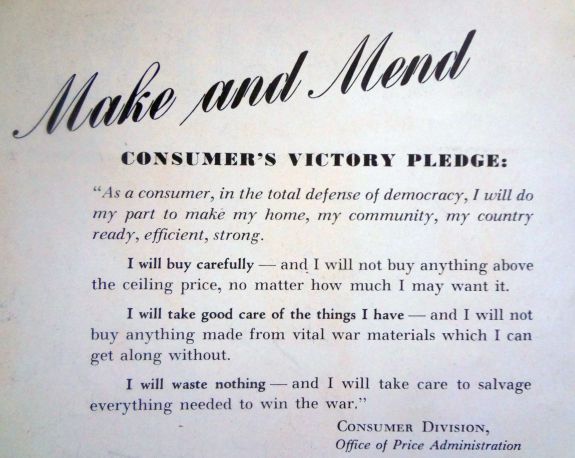 Make and Mend
CONSUMER'S VICTORY PLEDGE:
"As a consumer, in the total defense of democracy, I will do
my part to make my home, my community, my country
ready, efficient, strong.
I will buy carefully — and I will not buy anything above
the ceiling price, no matter how much I may want it.
I will take good care of the things I have — and I will not
buy anything made from vital war materials which I can
get along without.
I will waste nothing — and I will take care to salvage
everything needed to win the war."
CONSUMER DIVISION,
Office of Price Administration